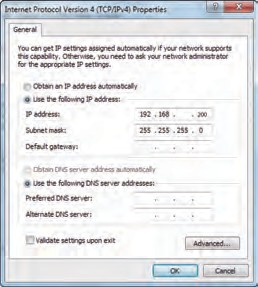 Internet Protocol Version 4 (TCP/IPv4) Properties
General
You can get IP settings assigned automatically if your network supports
this capability. Otherwise, you need to ask your network administrator
for the appropriate IP settings.
Obtain an IP address automatically
Use the following IP address:
IP address: 192 . 168 . . 200
Subnet mask: 255 . 255 . 255 . 0
Default gateway: . . .
Obtain DNS server address automatically
Use the following DNS server addresses:
Preferred DNS server: . . .
Alternate DNS server: . . .
Validate settings upon exit
Advanced...
OK Cancel